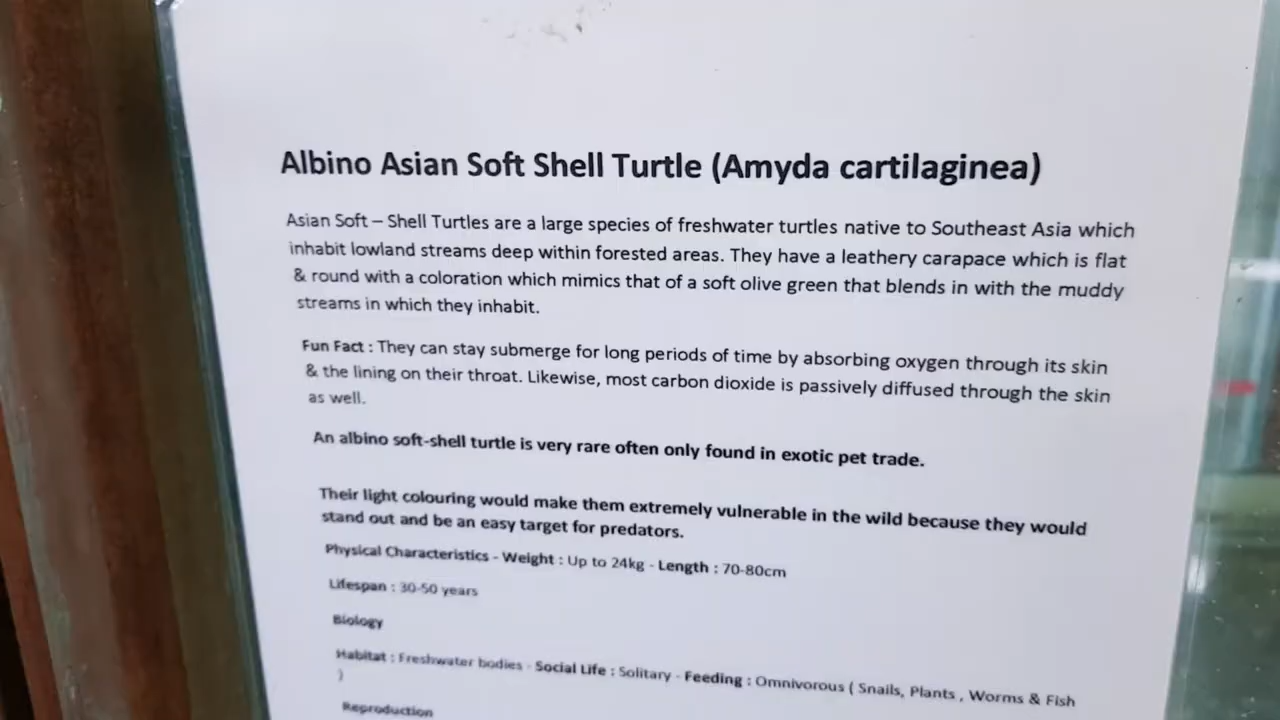 Albino Asian Soft Shell Turtle (Amyda cartilaginea)
Asian Soft – Shell Turtles are a large species of freshwater turtles native to Southeast Asia which
inhabit lowland streams deep within forested areas. They have a leathery carapace which is flat
& round with a coloration which mimics that of a soft olive green that blends in with the muddy
streams in which they inhabit.
Fun Fact : They can stay submerge for long periods of time by absorbing oxygen through its skin
& the lining on their throat. Likewise, most carbon dioxide is passively diffused through the skin
as well.
An albino soft-shell turtle is very rare often only found in exotic pet trade.
Their light colouring would make them extremely vulnerable in the wild because they would
stand out and be an easy target for predators.
Physical Characteristics - Weight : Up to 24kg - Length : 70-80cm
Lifespan : 30-50 years
Biology
Habitat : Freshwater bodies - Social Life : Solitary - Feeding : Omnivorous ( Snails, Plants , Worms & Fish
)
Reproduction